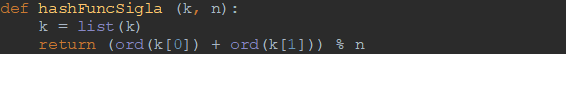 def hashFuncSigla (k, n):
    k = list(k)
    return (ord(k[0]) + ord(k[1])) % n